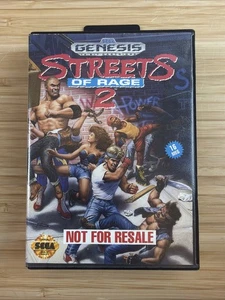 GENESIS
STREETS
OF RAGE
2
16
MEG
NOT FOR RESALE
SEGA